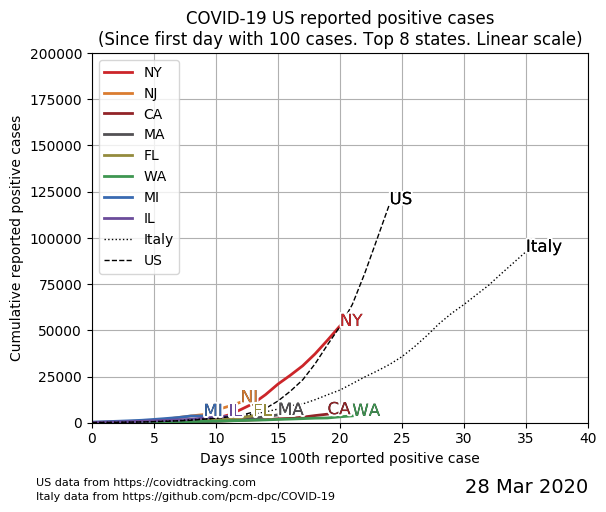 COVID-19 US reported positive cases
(Since first day with 100 cases. Top 8 states. Linear scale)
Cumulative reported positive cases
200000
175000
150000
125000
100000
75000
50000
25000
0
NY
NJ
CA
MA
FL
WA
MI
IL
Italy
US
US
Italy
NY
NJ
MI
IL
FL
MA
CA
WA
0 5 10 15 20 25 30 35 40
Days since 100th reported positive case
US data from https://covidtracking.com
Italy data from https://github.com/pcm-dpc/COVID-19
28 Mar 2020